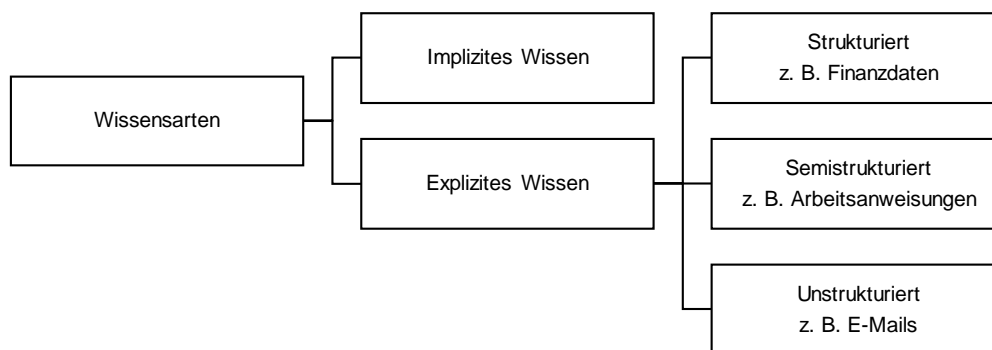 Wissensarten
Implizites Wissen
Explizites Wissen
Strukturiert
z. B. Finanzdaten
Semistrukturiert
z. B. Arbeitsanweisungen
Unstrukturiert
z. B. E-Mails